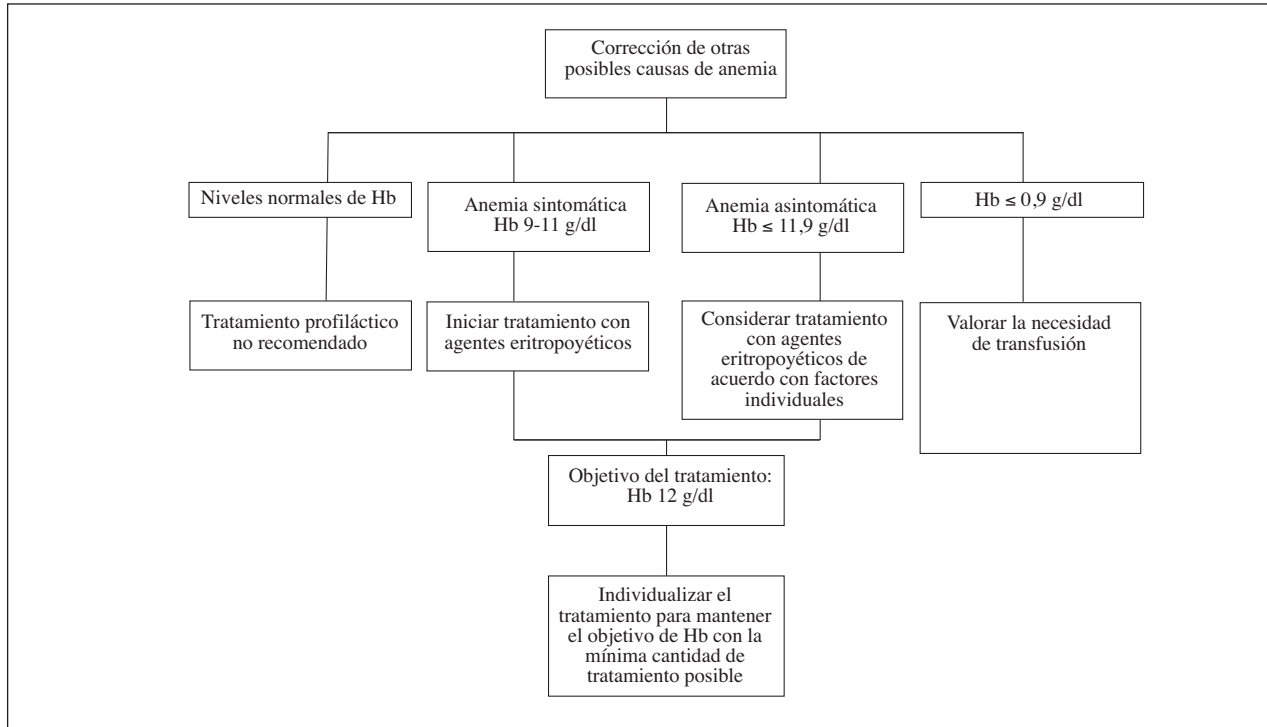 Corrección de otras
posibles causas de anemia
Niveles normales de Hb
Anemia sintomática
Hb 9-11 g/dl
Anemia asintomática
Hb ≤ 11,9 g/dl
Hb ≤ 0,9 g/dl
Tratamiento profiláctico
no recomendado
Iniciar tratamiento con
agentes eritropoyéticos
Considerar tratamiento
con agentes
eritropoyéticos de
acuerdo con factores
individuales
Valorar la necesidad
de transfusión
Objetivo del tratamiento:
Hb 12 g/dl
Individualizar el
tratamiento para mantener
el objetivo de Hb con la
mínima cantidad de
tratamiento posible